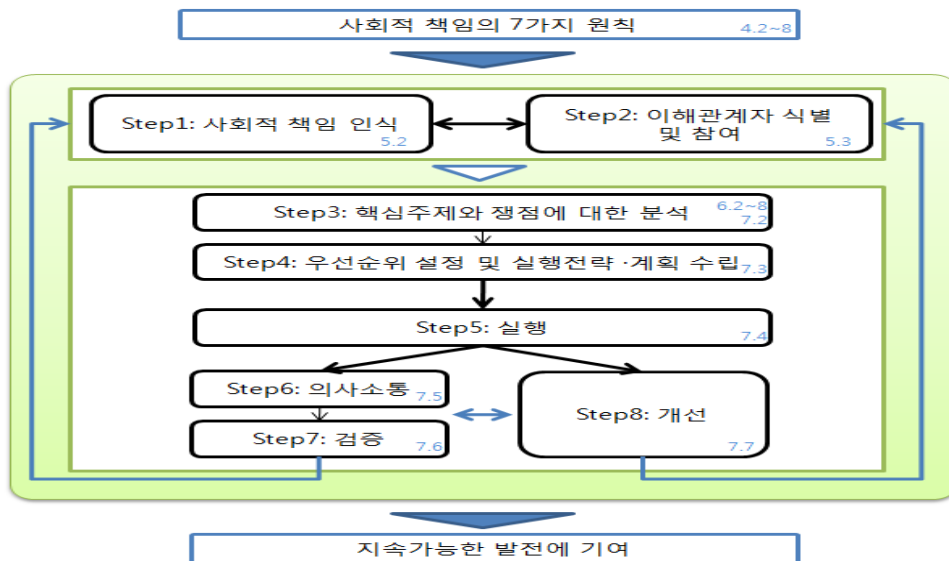 사회적 책임의 7가지 원칙 4.2~8
Step1: 사회적 책임 인식
5.2
Step2: 이해관계자 식별
및 참여
5.3
Step3: 핵심주제와 쟁점에 대한 분석
6.2~8
7.2
Step4: 우선순위 설정 및 실행전략 ·계획 수립 7.3
Step5: 실행 7.4
Step6: 의사소통 7.5
Step7: 검증 7.6
Step8: 개선
7.7
지속가능한 발전에 기여